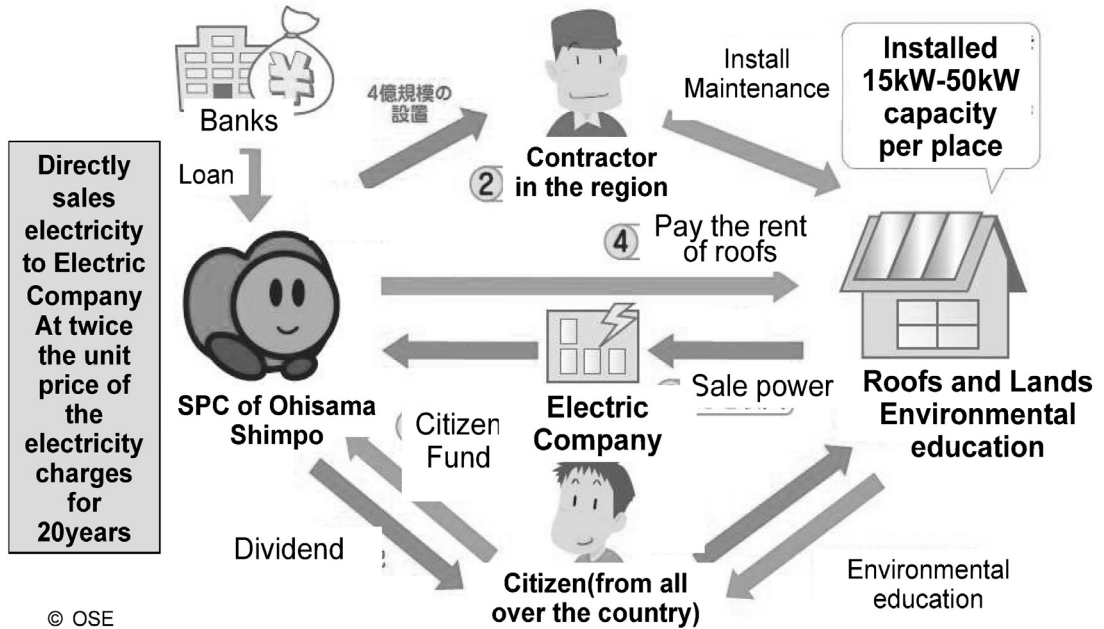 Banks
Loan
¥
4億規模の
設置
2
Contractor
in the region
Install
Maintenance
Installed
15kW-50kW
capacity
per place
Directly
sales
electricity
to Electric
Company
At twice
the unit
price of
the
electricity
charges
for
20years
4
Pay the rent
of roofs
SPC of Ohisama
Shimpo
Citizen
Fund
Electric
Company
Sale power
Roofs and Lands
Environmental
education
Dividend
Citizen(from all
over the country)
Environmental
education
© OSE